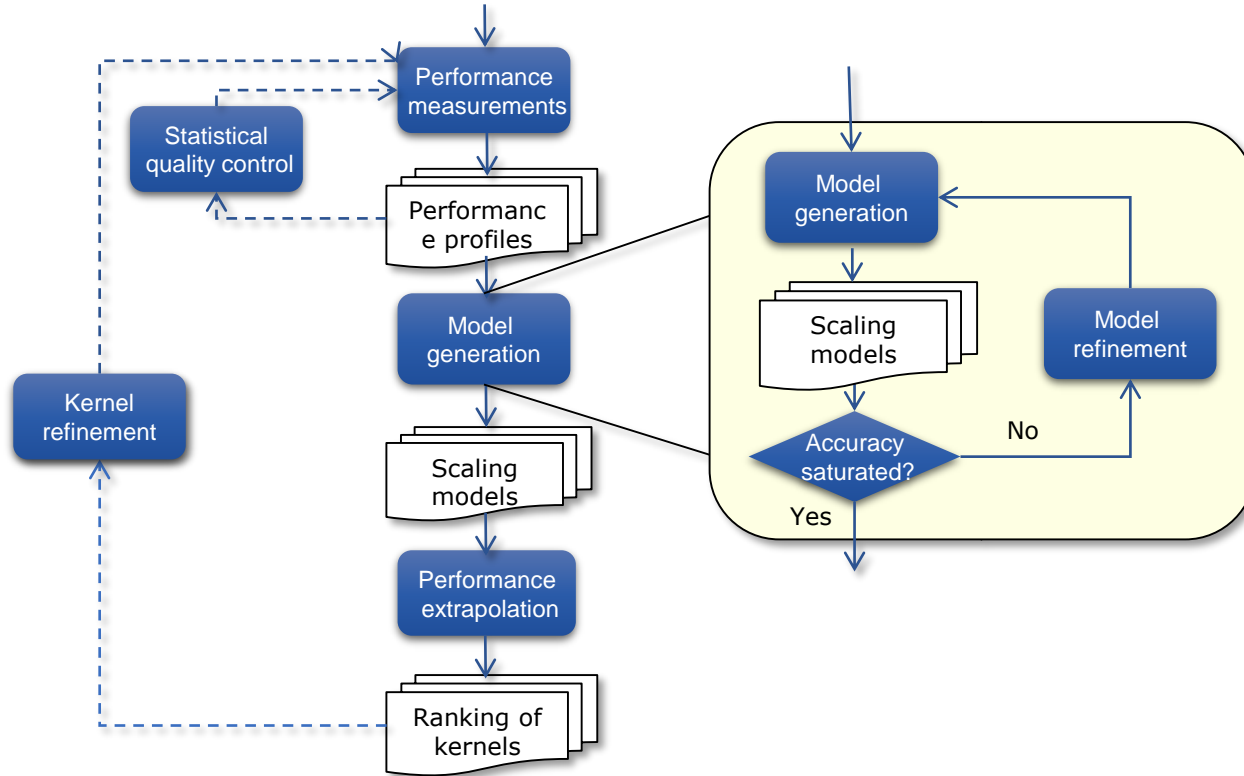 Performance
measurements
Statistical
quality control
Performanc
e profiles
Model
generation
Kernel
refinement
Scaling
models
Performance
extrapolation
Ranking of
kernels
Model
generation
Scaling
models
Model
refinement
Accuracy
saturated?
No
Yes